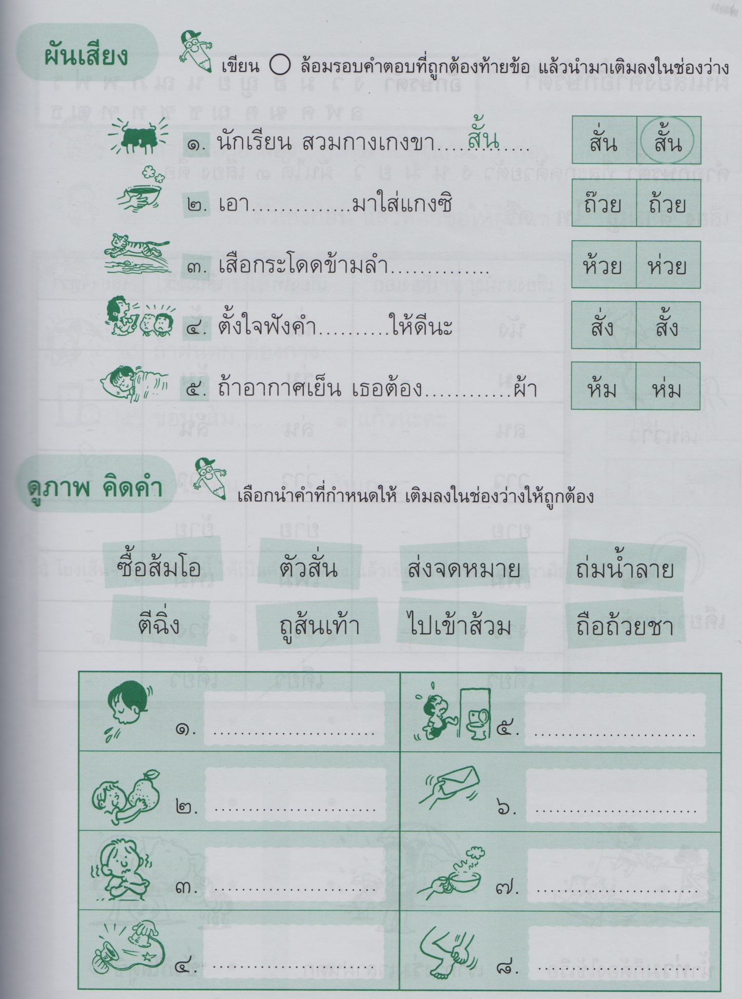 ผันเสียง
เขียน ○ ล้อมรอบคำตอบที่ถูกต้องท้ายข้อ แล้วนำมาเติมลงในช่องว่าง
๑. นักเรียน สวมกางเกงขา....สั้น.... สั่น สั้น
๒. เอา..............มาใส่แกงซิ ถ๊วย ถ้วย
๓. เสือกระโดดข้ามลำ.............. ห้วย ห่วย
๔. ตั้งใจฟังคำ..........ให้ดีนะ สั่ง สั้ง
๕. ถ้าอากาศเย็น เธอต้อง............ผ้า ห้ม ห่ม
ดูภาพ คิดคำ
เลือกนำคำที่กำหนดให้ เติมลงในช่องว่างให้ถูกต้อง
ซื้อส้มโอ ตัวสั่น ส่งจดหมาย ถ่มน้ำลาย
ตีฉิ่ง ถูส้นเท้า ไปเข้าส้วม ถือถ้วยชา
๑. ........................ ๕. ........................
๒. ........................ ๖. ........................
๓. ........................ ๗. ........................
๔. ........................ ๘. ........................